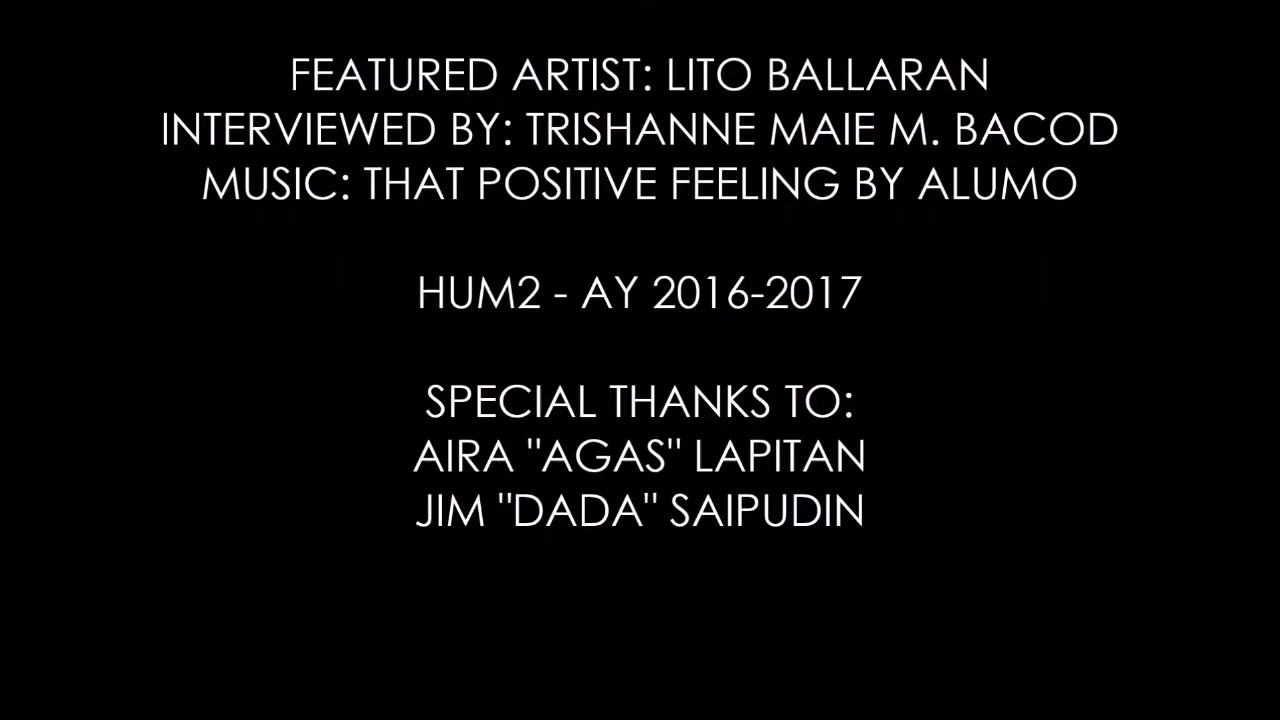 FEATURED ARTIST: LITO BALLARAN
INTERVIEWED BY: TRISHANNE MAIE M. BACOD
MUSIC: THAT POSITIVE FEELING BY ALUMO
HUM2 - AY 2016-2017
SPECIAL THANKS TO:
AIRA "AGAS" LAPITAN
JIM "DADA" SAIPUDIN